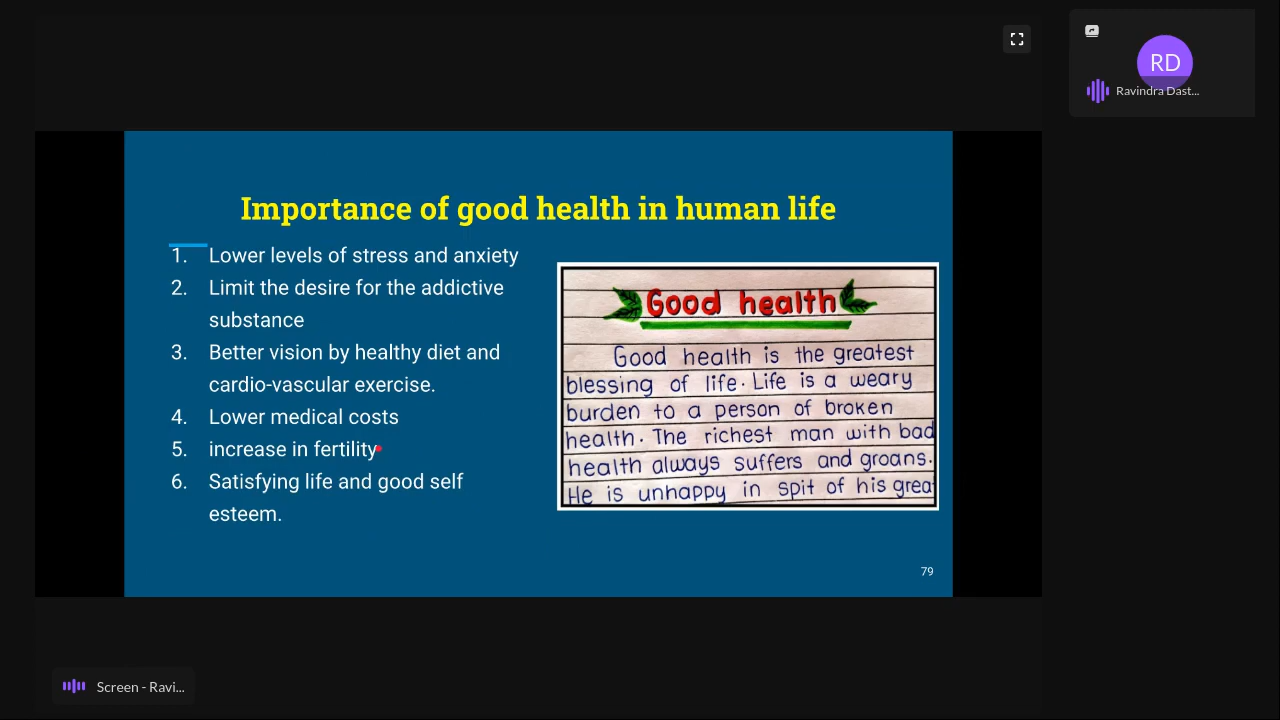 RD
Ravindra Dast...
Importance of good health in human life
1. Lower levels of stress and anxiety
2. Limit the desire for the addictive
substance
3. Better vision by healthy diet and
cardio-vascular exercise.
4. Lower medical costs
5. increase in fertility
6. Satisfying life and good self
esteem.
Good health
Good health is the greatest
blessing of life. Life is a weary
burden to a person of broken
health. The richest man with bad
health always suffers and groans.
He is unhappy in spit of his grea
79
Screen - Ravi...